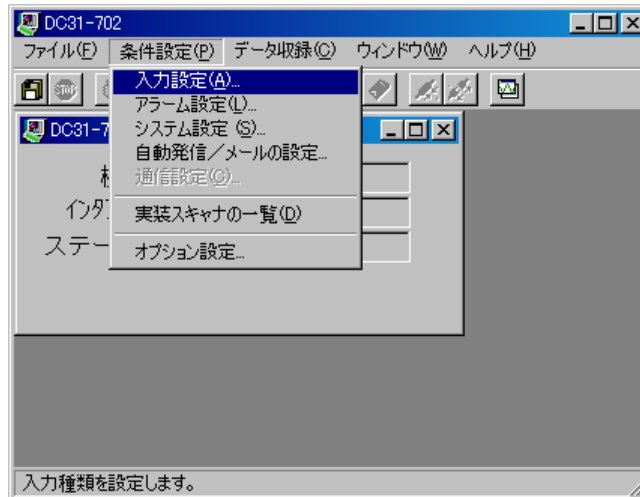 DC31-702
ファイル(F) 条件設定(P) データ収録(C) ウィンドウ(W) ヘルプ(H)
入力設定(A)...
アラーム設定(L)...
システム設定 (S)...
自動発信／メールの設定...
通信設定(C)...
実装スキャナの一覧(D)
オプション設定...
STOP
DC31-7
インタ
ステー
入力種類を設定します。